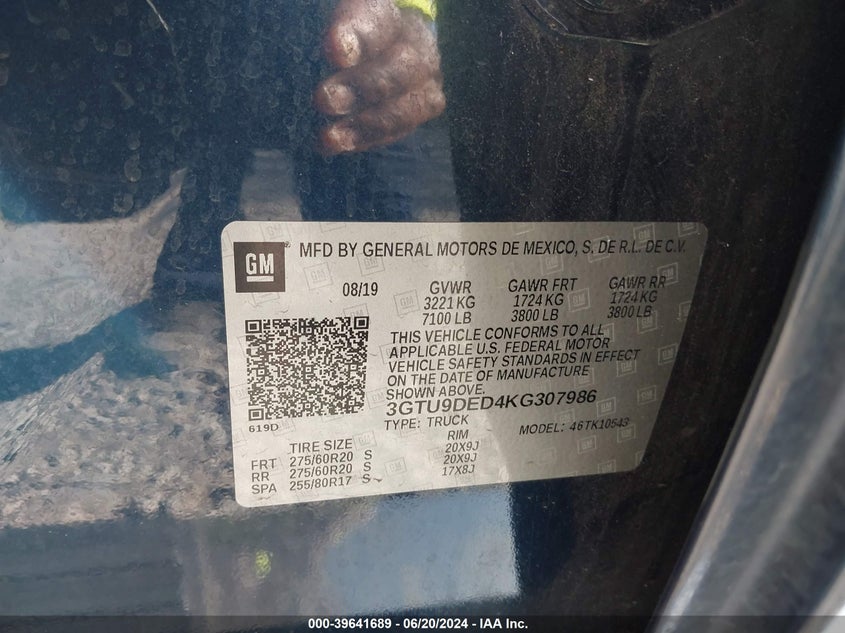 GM
MFD BY GENERAL MOTORS DE MEXICO, S. DE R.L. DE C.V.
08/19 GVWR GAWR FRT GAWR RR
3221 KG 1724 KG 1724 KG
7100 LB 3800 LB 3800 LB
THIS VEHICLE CONFORMS TO ALL
APPLICABLE U.S. FEDERAL MOTOR
VEHICLE SAFETY STANDARDS IN EFFECT
ON THE DATE OF MANUFACTURE
SHOWN ABOVE.
3GTU9DED4KG307986
619D TYPE: TRUCK MODEL: 46TK10543
TIRE SIZE RIM
FRT 275/60R20 S 20X9J
RR 275/60R20 S 20X9J
SPA 255/80R17 S 17X8J
000-39641689 - 06/20/2024 - IAA Inc.